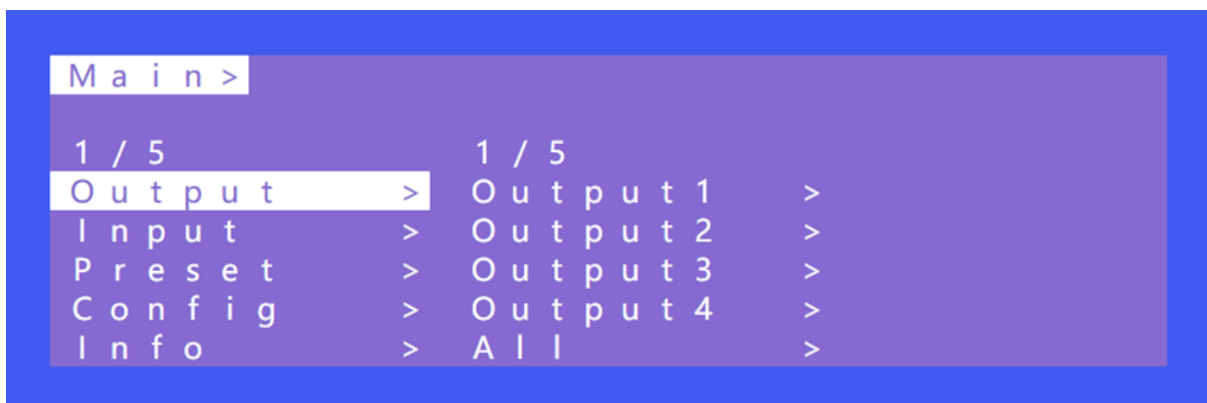 Main>
1/5 1/5
Output > Output1 >
Input > Output2 >
Preset > Output3 >
Config > Output4 >
Info > All >